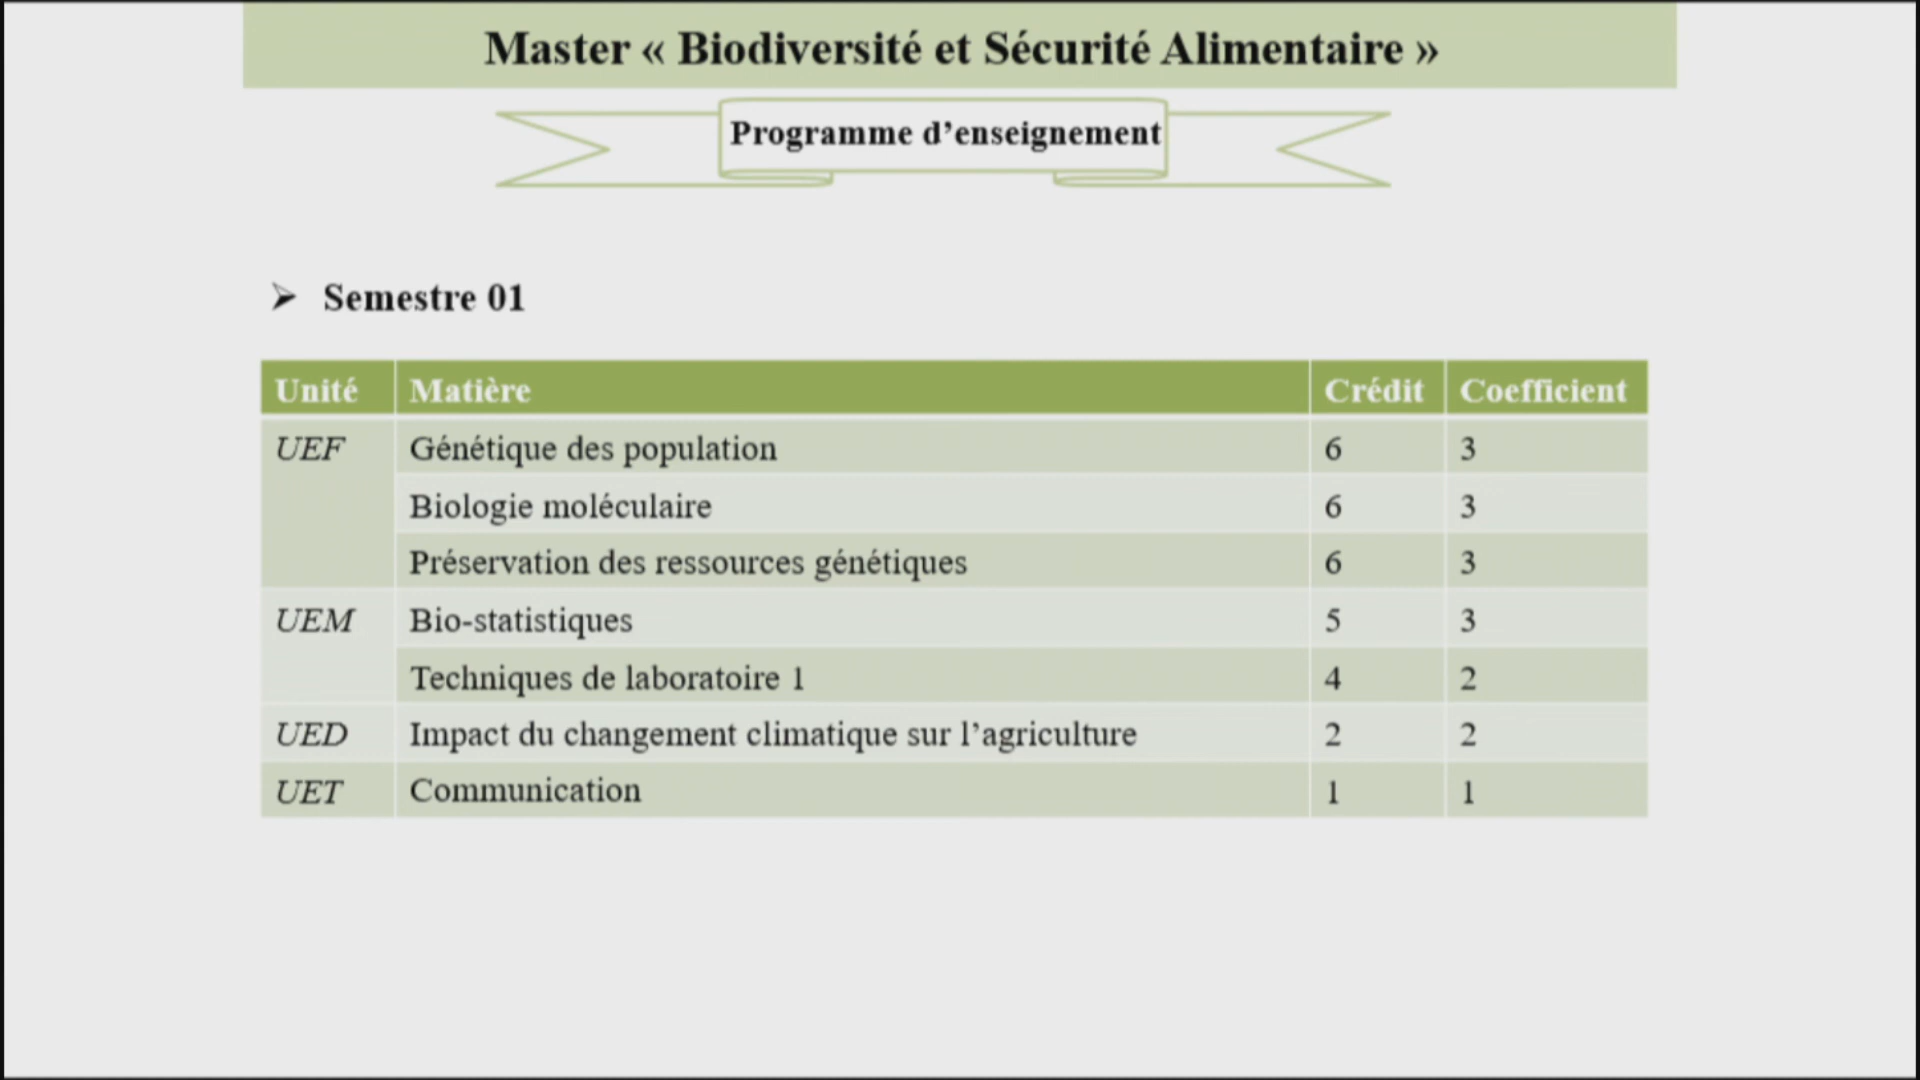 Master « Biodiversité et Sécurité Alimentaire »
Programme d’enseignement
➢ Semestre 01
Unité Matière Crédit Coefficient
UEF Génétique des population 6 3
Biologie moléculaire 6 3
Préservation des ressources génétiques 6 3
UEM Bio-statistiques 5 3
Techniques de laboratoire 1 4 2
UED Impact du changement climatique sur l’agriculture 2 2
UET Communication 1 1